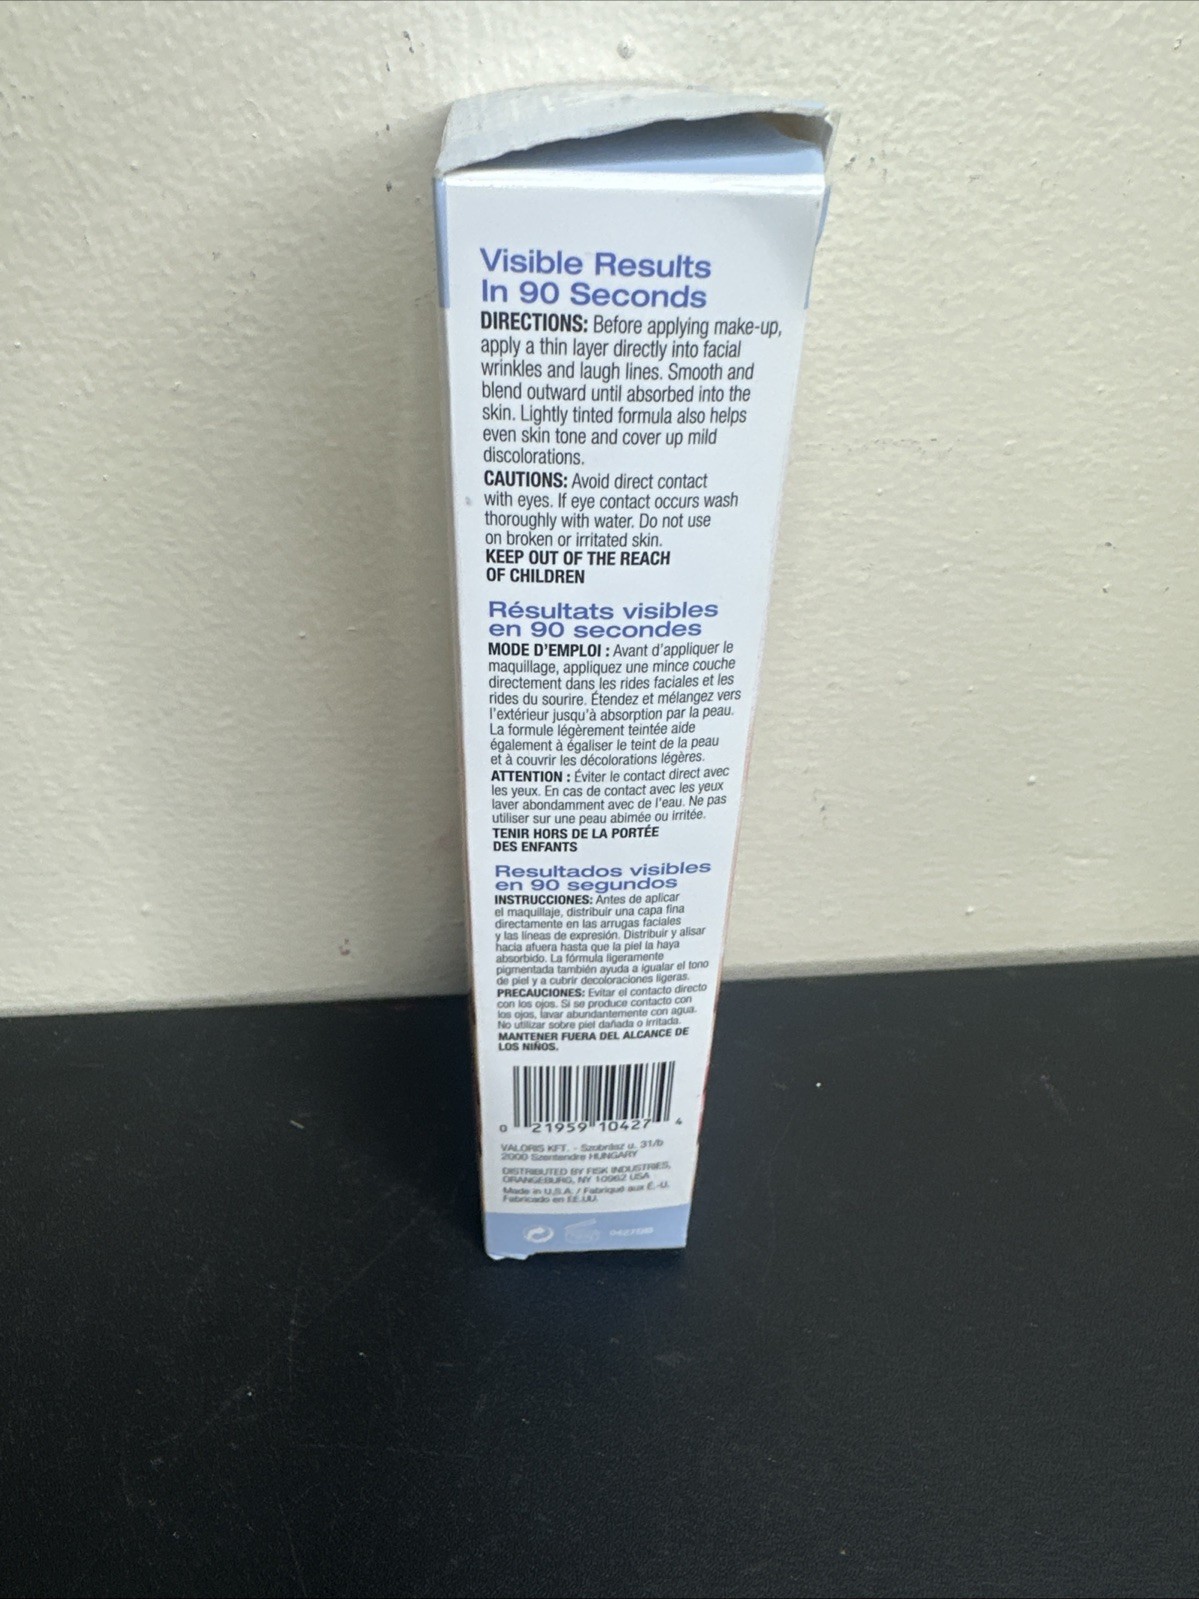 Visible Results
In 90 Seconds
DIRECTIONS: Before applying make-up,
apply a thin layer directly into facial
wrinkles and laugh lines. Smooth and
blend outward until absorbed into the
skin. Lightly tinted formula also helps
even skin tone and cover up mild
discolorations.
CAUTIONS: Avoid direct contact
with eyes. If eye contact occurs wash
thoroughly with water. Do not use
on broken or irritated skin.
KEEP OUT OF THE REACH
OF CHILDREN
Résultats visibles
en 90 secondes
MODE D'EMPLOI : Avant d'appliquer le
maquillage, appliquez une mince couche
directement dans les rides faciales et les
rides du sourire. Étendez et mélangez vers
l'extérieur jusqu'à absorption par la peau.
La formule légèrement teintée aide
également à égaliser le teint de la peau
et à couvrir les décolorations légères.
ATTENTION : Éviter le contact direct avec
les yeux. En cas de contact avec les yeux
laver abondamment avec de l'eau. Ne pas
utiliser sur une peau abimée ou irritée.
TENIR HORS DE LA PORTÉE
DES ENFANTS
Resultados visibles
en 90 segundos
INSTRUCCIONES: Antes de aplicar
el maquillaje, distribuir una capa fina
directamente en las arrugas faciales
y las líneas de expresión. Distribuir y alisar
hacia afuera hasta que la piel la haya
absorbido. La fórmula ligeramente
pigmentada también ayuda a igualar el tono
de piel y a cubrir decoloraciones ligeras.
PRECAUCIONES: Evitar el contacto directo
con los ojos. Si se produce contacto con
los ojos, lavar abundantemente con agua.
No utilizar sobre piel dañada o irritada.
MANTENER FUERA DEL ALCANCE DE
LOS NIÑOS.
0 21959 10427 4
VALORIS KFT. - Szobrász u. 31/b
2000 Szentendre HUNGARY
DISTRIBUTED BY FISK INDUSTRIES,
ORANGEBURG, NY 10962 USA
Made in U.S.A. / Fabriqué aux É.-U.
Fabricado en EE.UU.